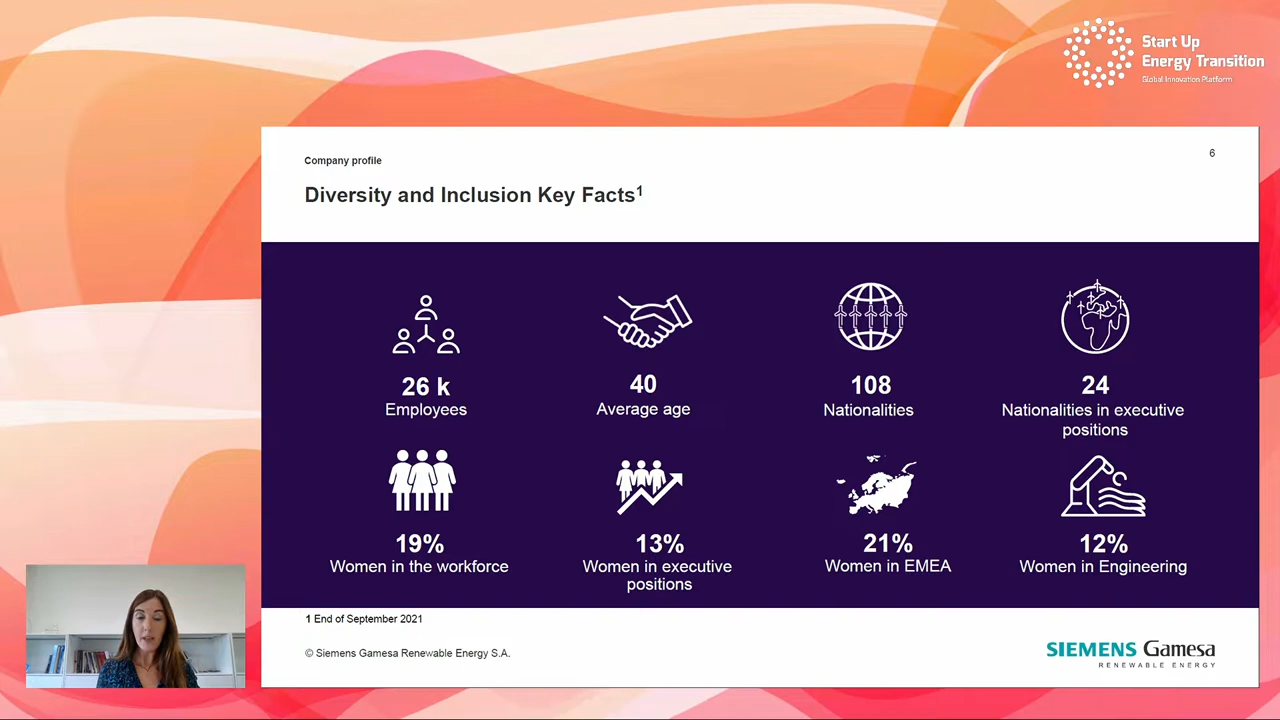 Start Up
Energy Transition
Global Innovation Platform
Company profile
6
Diversity and Inclusion Key Facts1
26 k
Employees
40
Average age
108
Nationalities
24
Nationalities in executive
positions
19%
Women in the workforce
13%
Women in executive
positions
21%
Women in EMEA
12%
Women in Engineering
1 End of September 2021
© Siemens Gamesa Renewable Energy S.A.
SIEMENS Gamesa
RENEWABLE ENERGY